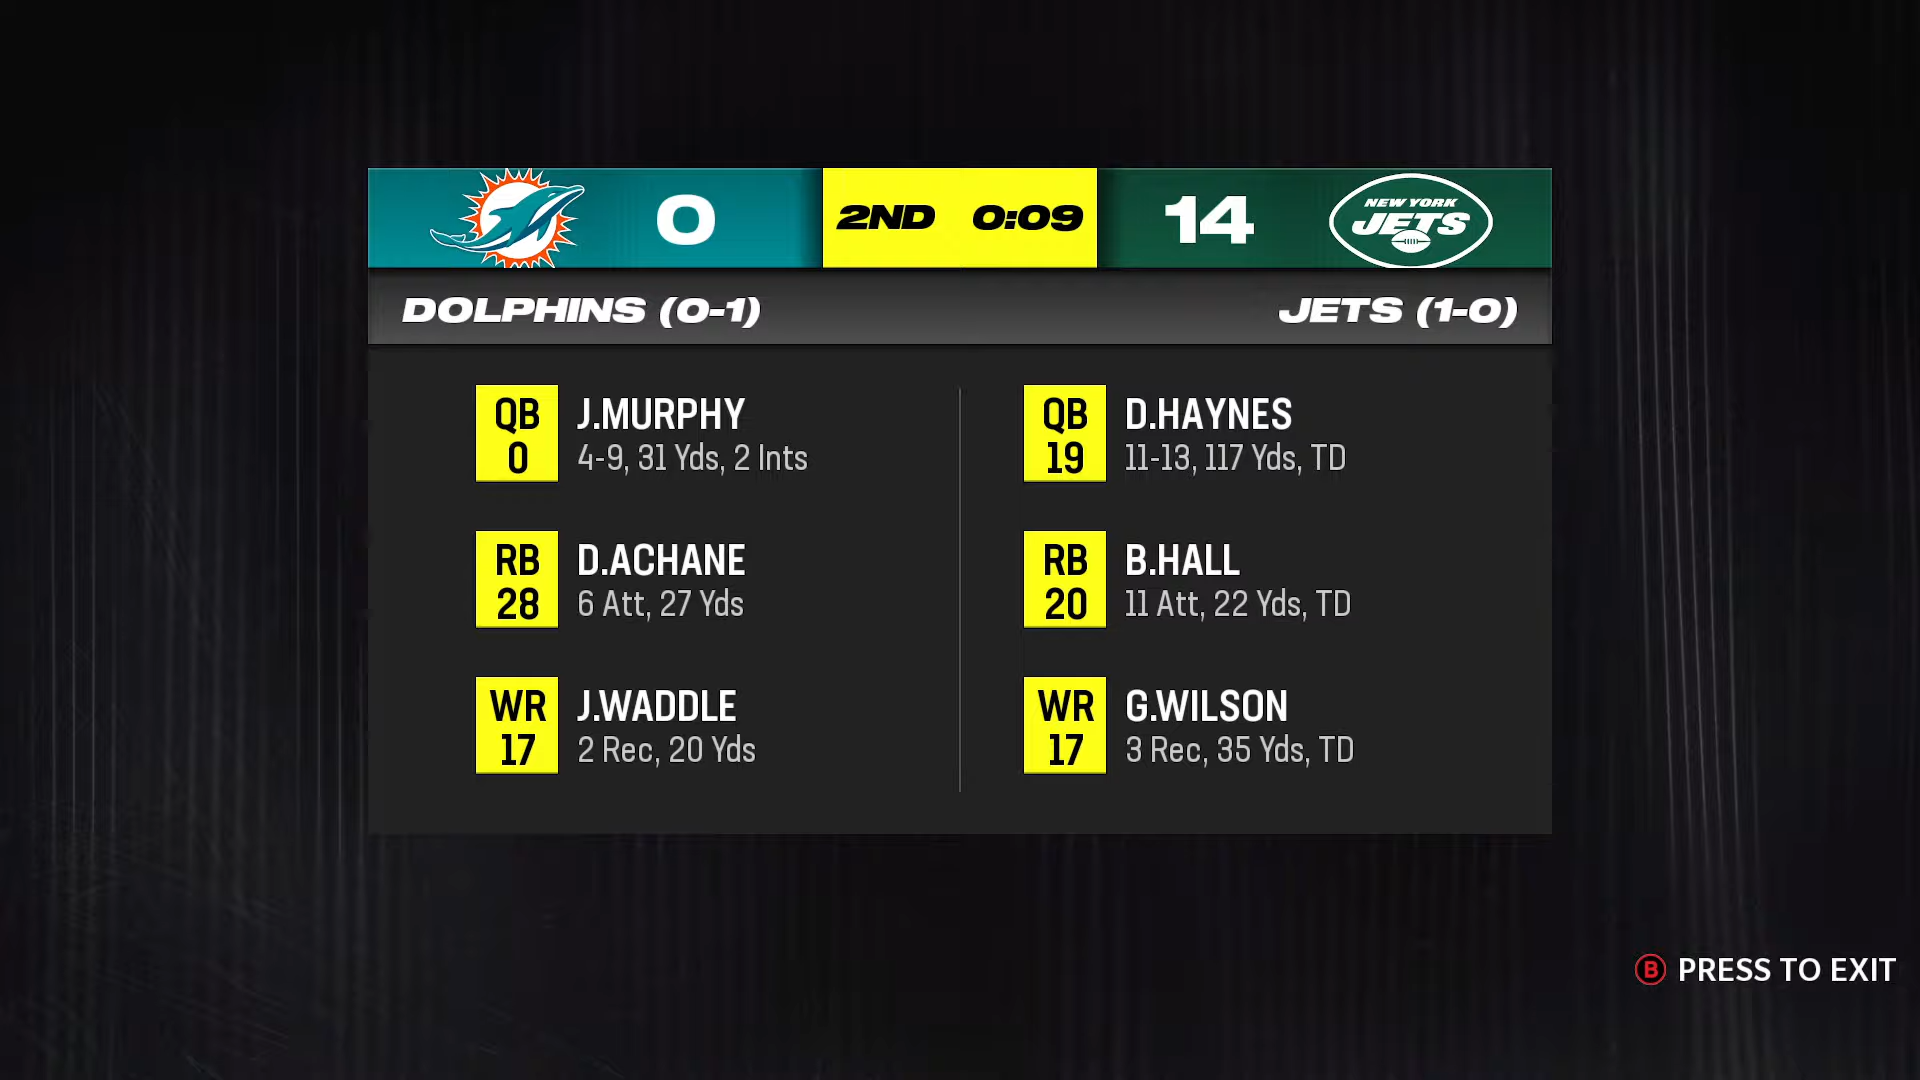 0
2ND 0:09
14
NEW YORK
JETS
DOLPHINS (0-1)
JETS (1-0)
QB
0
J.MURPHY
4-9, 31 Yds, 2 Ints
RB
28
D.ACHANE
6 Att, 27 Yds
WR
17
J.WADDLE
2 Rec, 20 Yds
QB
19
D.HAYNES
11-13, 117 Yds, TD
RB
20
B.HALL
11 Att, 22 Yds, TD
WR
17
G.WILSON
3 Rec, 35 Yds, TD
B PRESS TO EXIT